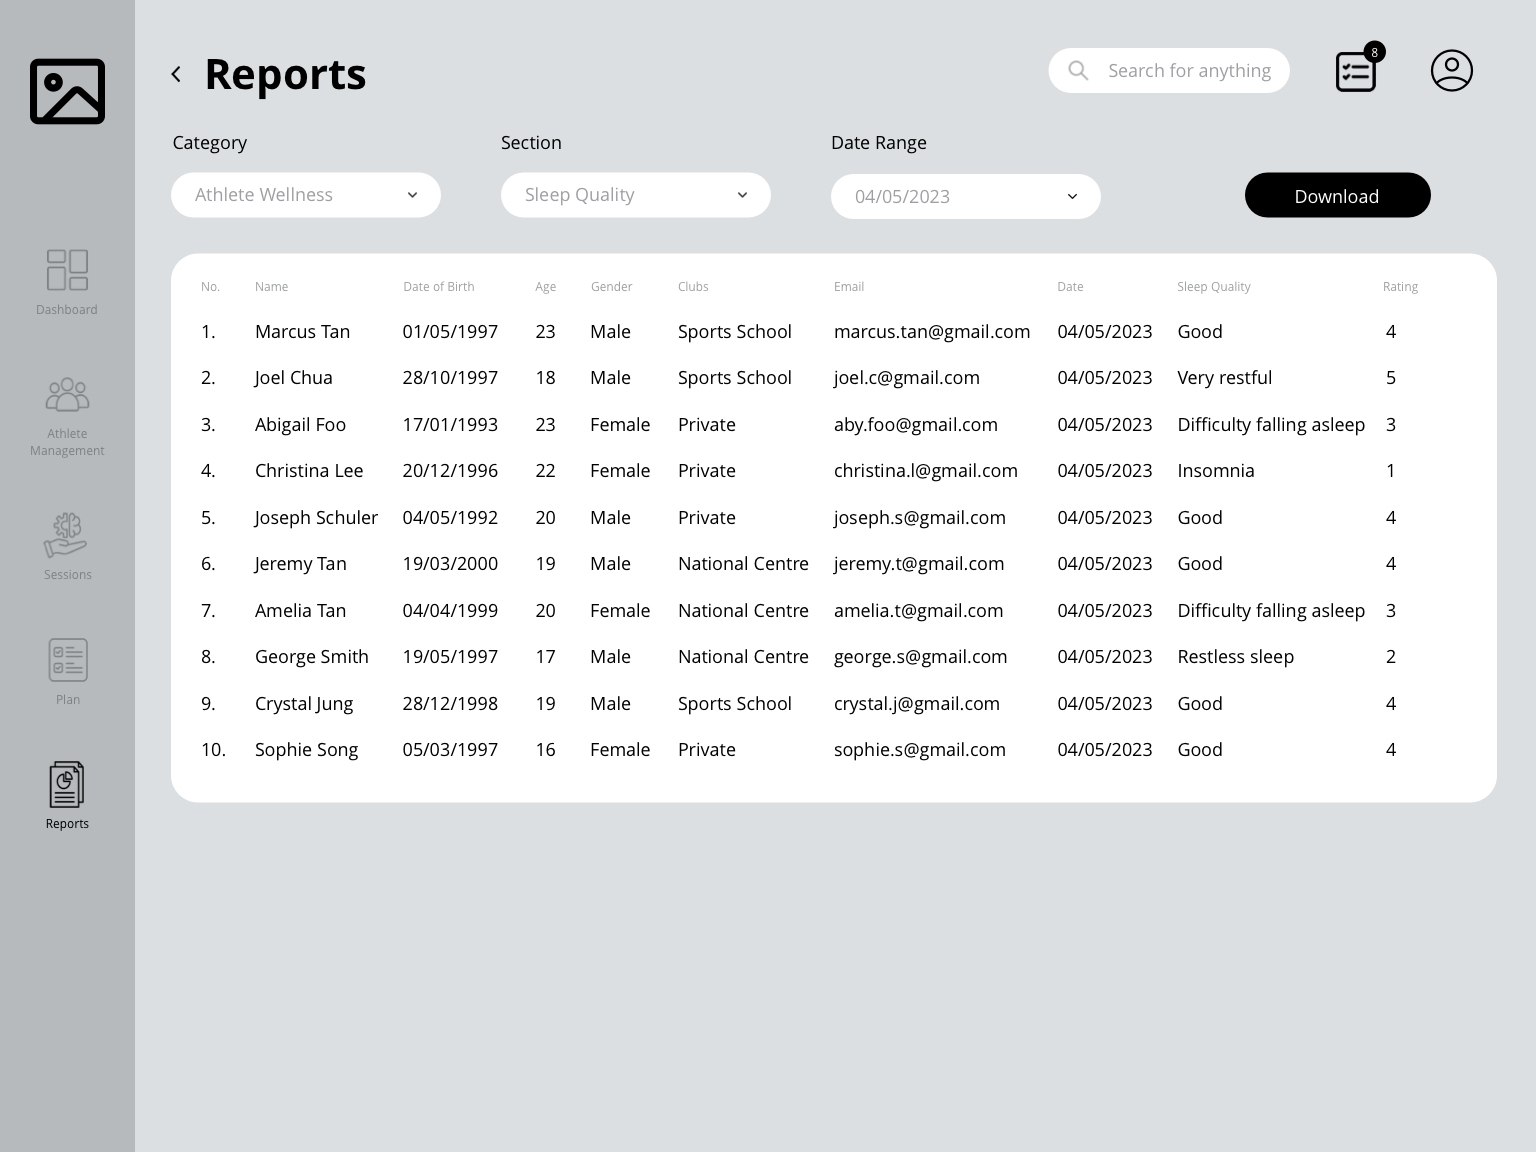 Reports
Search for anything
8
Category
Section
Date Range
Athlete Wellness
Sleep Quality
04/05/2023
Download
Dashboard
Athlete
Management
Sessions
Plan
Reports
No. Name Date of Birth Age Gender Clubs Email Date Sleep Quality Rating
1. Marcus Tan 01/05/1997 23 Male Sports School marcus.tan@gmail.com 04/05/2023 Good 4
2. Joel Chua 28/10/1997 18 Male Sports School joel.c@gmail.com 04/05/2023 Very restful 5
3. Abigail Foo 17/01/1993 23 Female Private aby.foo@gmail.com 04/05/2023 Difficulty falling asleep 3
4. Christina Lee 20/12/1996 22 Female Private christina.l@gmail.com 04/05/2023 Insomnia 1
5. Joseph Schuler 04/05/1992 20 Male Private joseph.s@gmail.com 04/05/2023 Good 4
6. Jeremy Tan 19/03/2000 19 Male National Centre jeremy.t@gmail.com 04/05/2023 Good 4
7. Amelia Tan 04/04/1999 20 Female National Centre amelia.t@gmail.com 04/05/2023 Difficulty falling asleep 3
8. George Smith 19/05/1997 17 Male National Centre george.s@gmail.com 04/05/2023 Restless sleep 2
9. Crystal Jung 28/12/1998 19 Male Sports School crystal.j@gmail.com 04/05/2023 Good 4
10. Sophie Song 05/03/1997 16 Female Private sophie.s@gmail.com 04/05/2023 Good 4